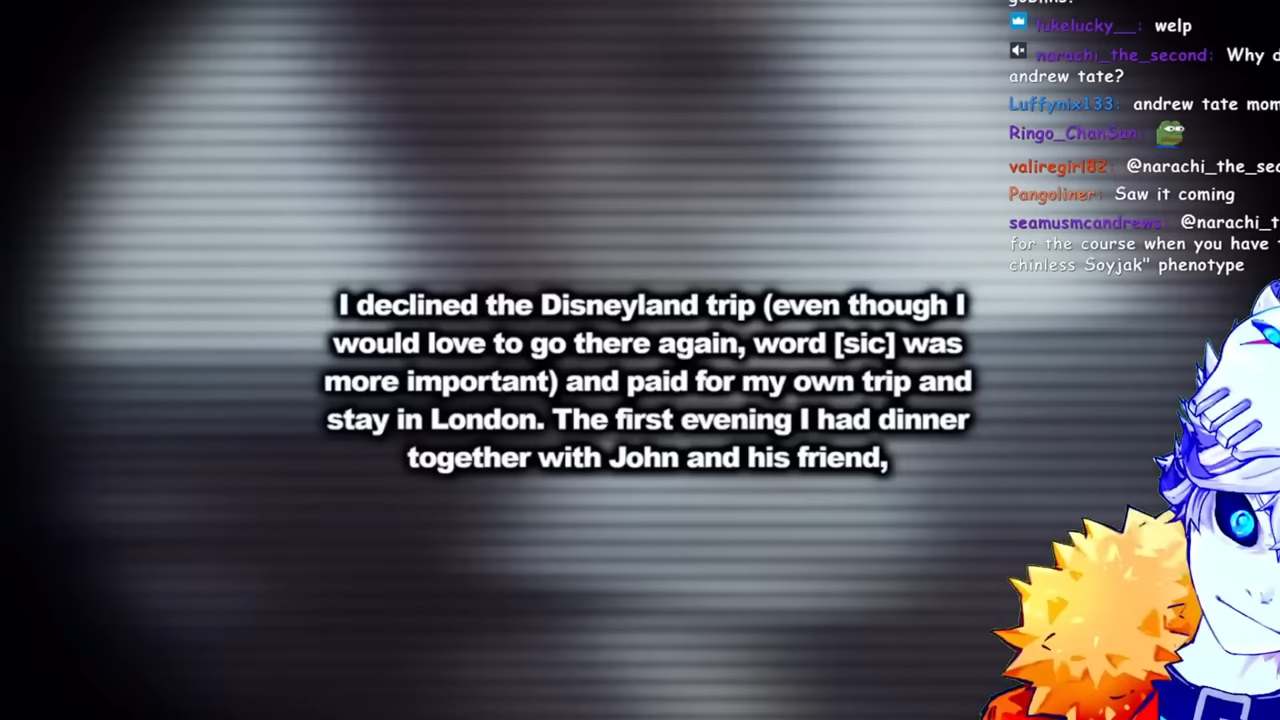 lukelucky__: welp
narachi_the_second: Why
andrew tate?
Luffynix133: andrew tate
Ringo_ChanSan:
valiregirl82: @narachi_the_sec
Pangoliner: Saw it coming
seamusmcandrews: @narachi_t
for the course when you have
chinless Soyjak" phenotype
I declined the Disneyland trip (even though I
would love to go there again, word [sic] was
more important) and paid for my own trip and
stay in London. The first evening I had dinner
together with John and his friend,